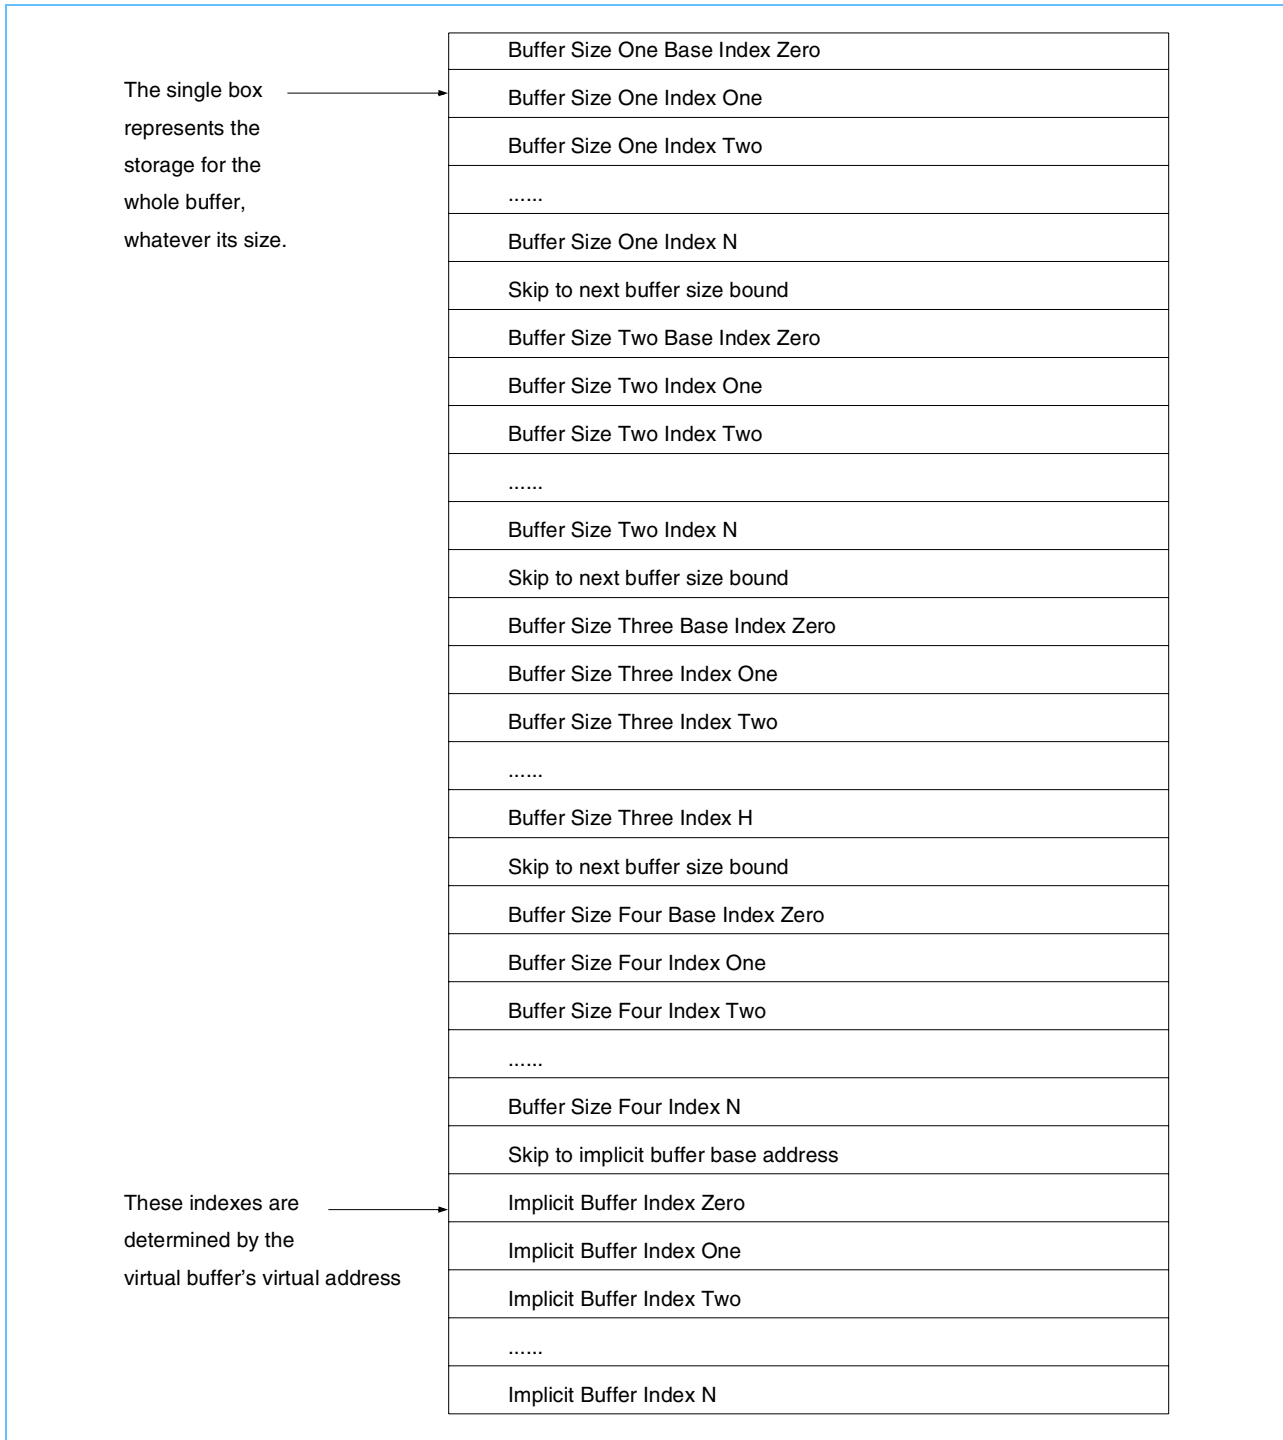 Buffer Size One Base Index Zero
The single box
represents the
storage for the
whole buffer,
whatever its size.
Buffer Size One Index One
Buffer Size One Index Two
......
Buffer Size One Index N
Skip to next buffer size bound
Buffer Size Two Base Index Zero
Buffer Size Two Index One
Buffer Size Two Index Two
......
Buffer Size Two Index N
Skip to next buffer size bound
Buffer Size Three Base Index Zero
Buffer Size Three Index One
Buffer Size Three Index Two
......
Buffer Size Three Index H
Skip to next buffer size bound
Buffer Size Four Base Index Zero
Buffer Size Four Index One
Buffer Size Four Index Two
......
Buffer Size Four Index N
Skip to implicit buffer base address
These indexes are
determined by the
virtual buffer’s virtual address
Implicit Buffer Index Zero
Implicit Buffer Index One
Implicit Buffer Index Two
......
Implicit Buffer Index N